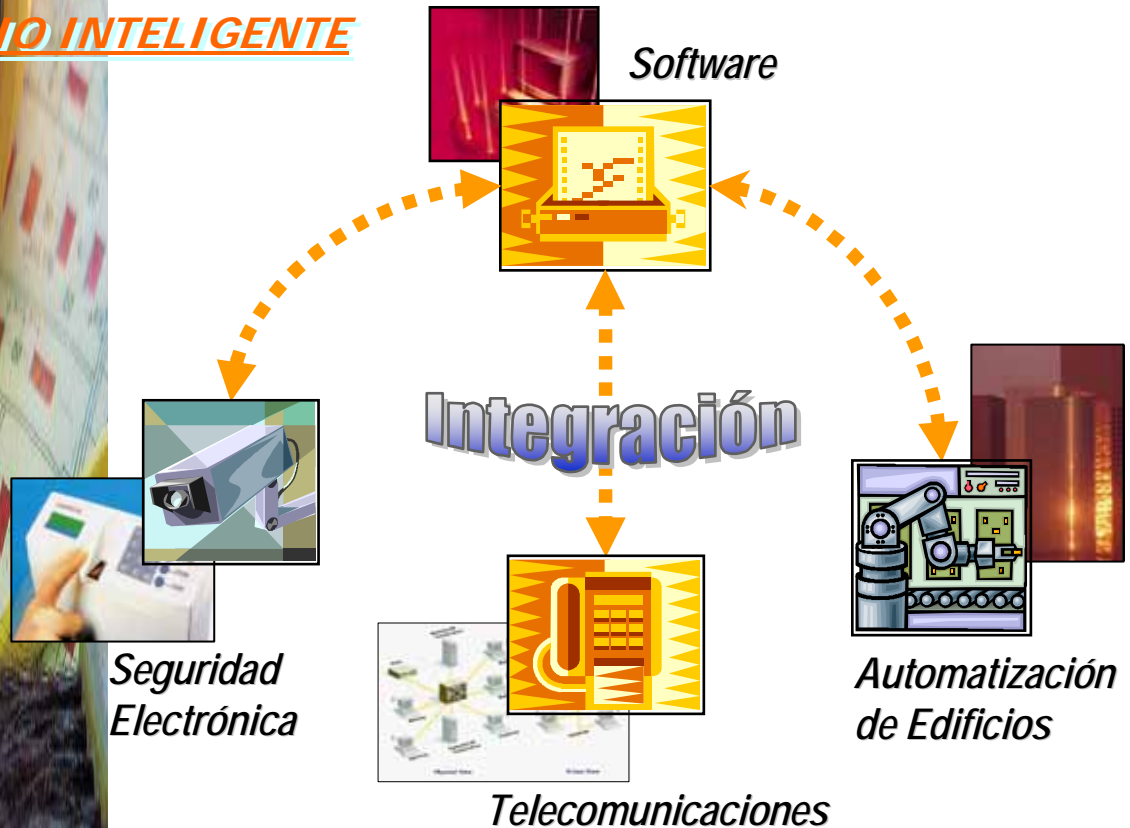 IO INTELIGENTE
Software
Integración
Seguridad
Electrónica
Automatización
de Edificios
Telecomunicaciones